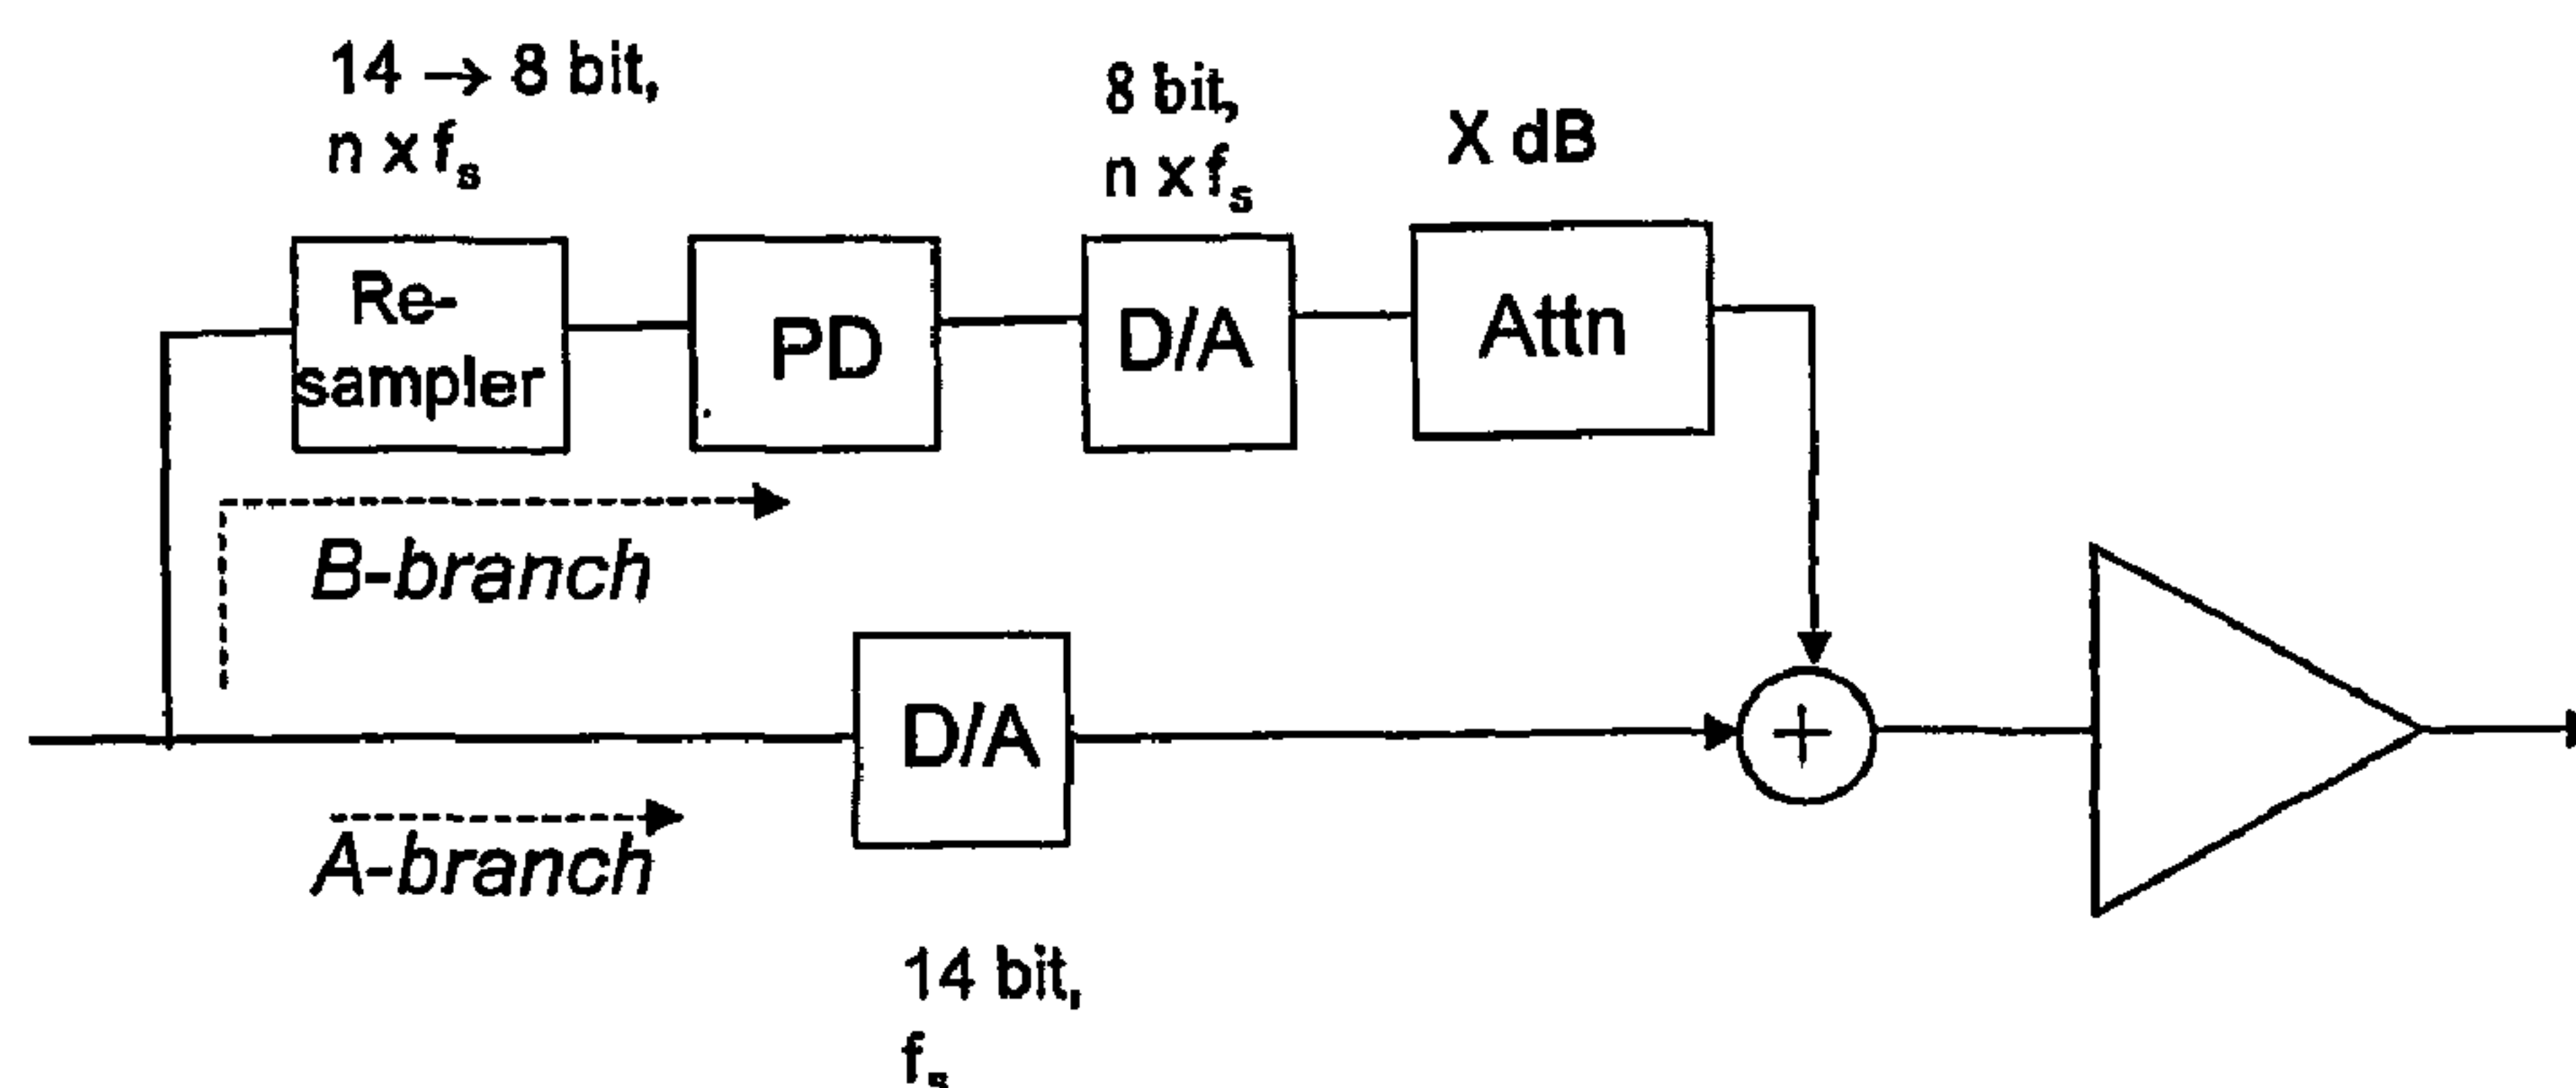 14 → 8 bit,
n x fs
8 bit,
n x fs
X dB
Re-
sampler
PD
D/A
Attn
B-branch
D/A
+
A-branch
14 bit,
fs